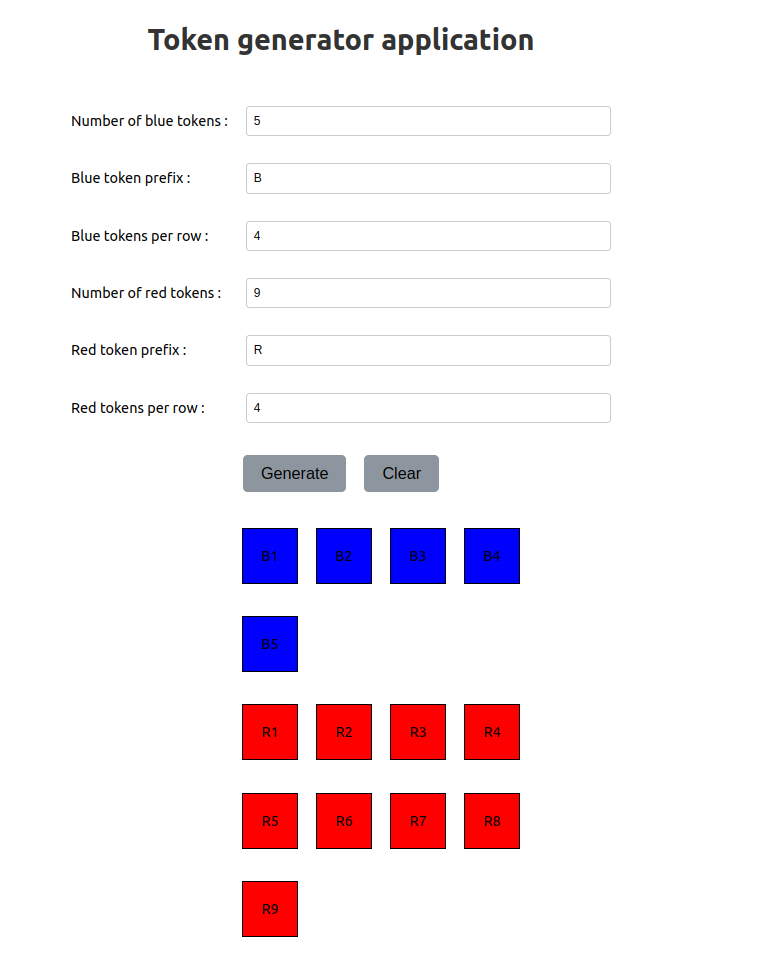 Token generator application
Number of blue tokens : 5
Blue token prefix : B
Blue tokens per row : 4
Number of red tokens : 9
Red token prefix : R
Red tokens per row : 4
Generate Clear
B1 B2 B3 B4
B5
R1 R2 R3 R4
R5 R6 R7 R8
R9